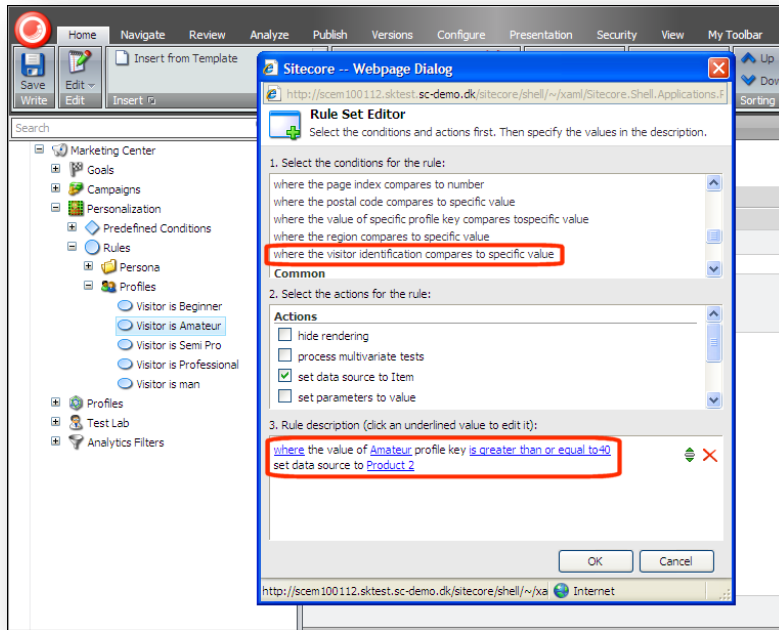 Home Navigate Review Analyze Publish Versions Configure Presentation Security View My Toolbar
Save
Write
Edit
Edit
Insert from Template
Insert
Up
Dow
Sorting
Search
Marketing Center
Goals
Campaigns
Personalization
Predefined Conditions
Rules
Persona
Profiles
Visitor is Beginner
Visitor is Amateur
Visitor is Semi Pro
Visitor is Professional
Visitor is man
Profiles
Test Lab
Analytics Filters
Sitecore -- Webpage Dialog
http://scem100112.sktest.sc-demo.dk/sitecore/shell/~/xaml/Sitecore.Shell.Applications.F
Rule Set Editor
Select the conditions and actions first. Then specify the values in the description.
1. Select the conditions for the rule:
where the page index compares to number
where the postal code compares to specific value
where the value of specific profile key compares tospecific value
where the region compares to specific value
where the visitor identification compares to specific value
Common
2. Select the actions for the rule:
Actions
hide rendering
process multivariate tests
set data source to Item
set parameters to value
3. Rule description (click an underlined value to edit it):
where the value of Amateur profile key is greater than or equal to40
set data source to Product 2
OK Cancel
http://scem100112.sktest.sc-demo.dk/sitecore/shell/~/xa Internet